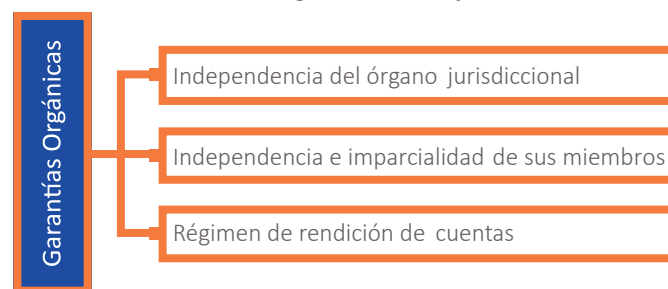 Garantías Orgánicas
Independencia del órgano jurisdiccional
Independencia e imparcialidad de sus miembros
Régimen de rendición de cuentas